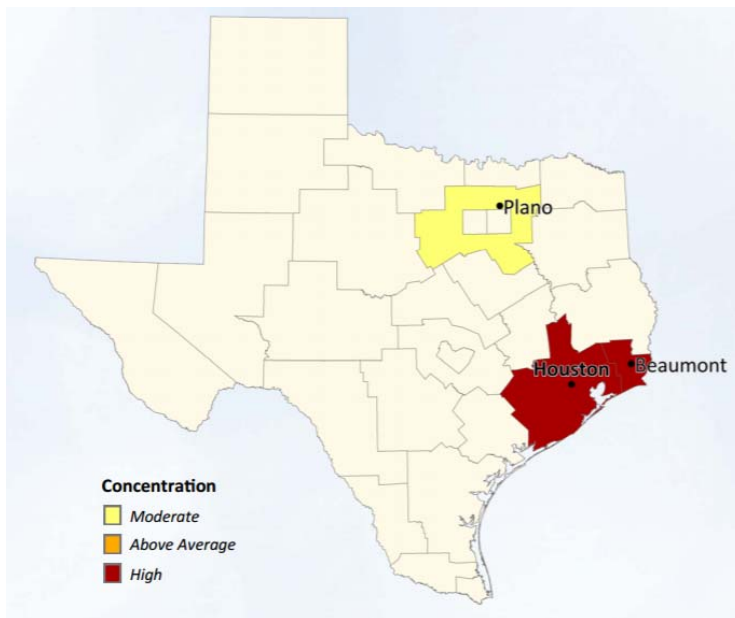 Plano
Houston
Beaumont
Concentration
Moderate
Above Average
High